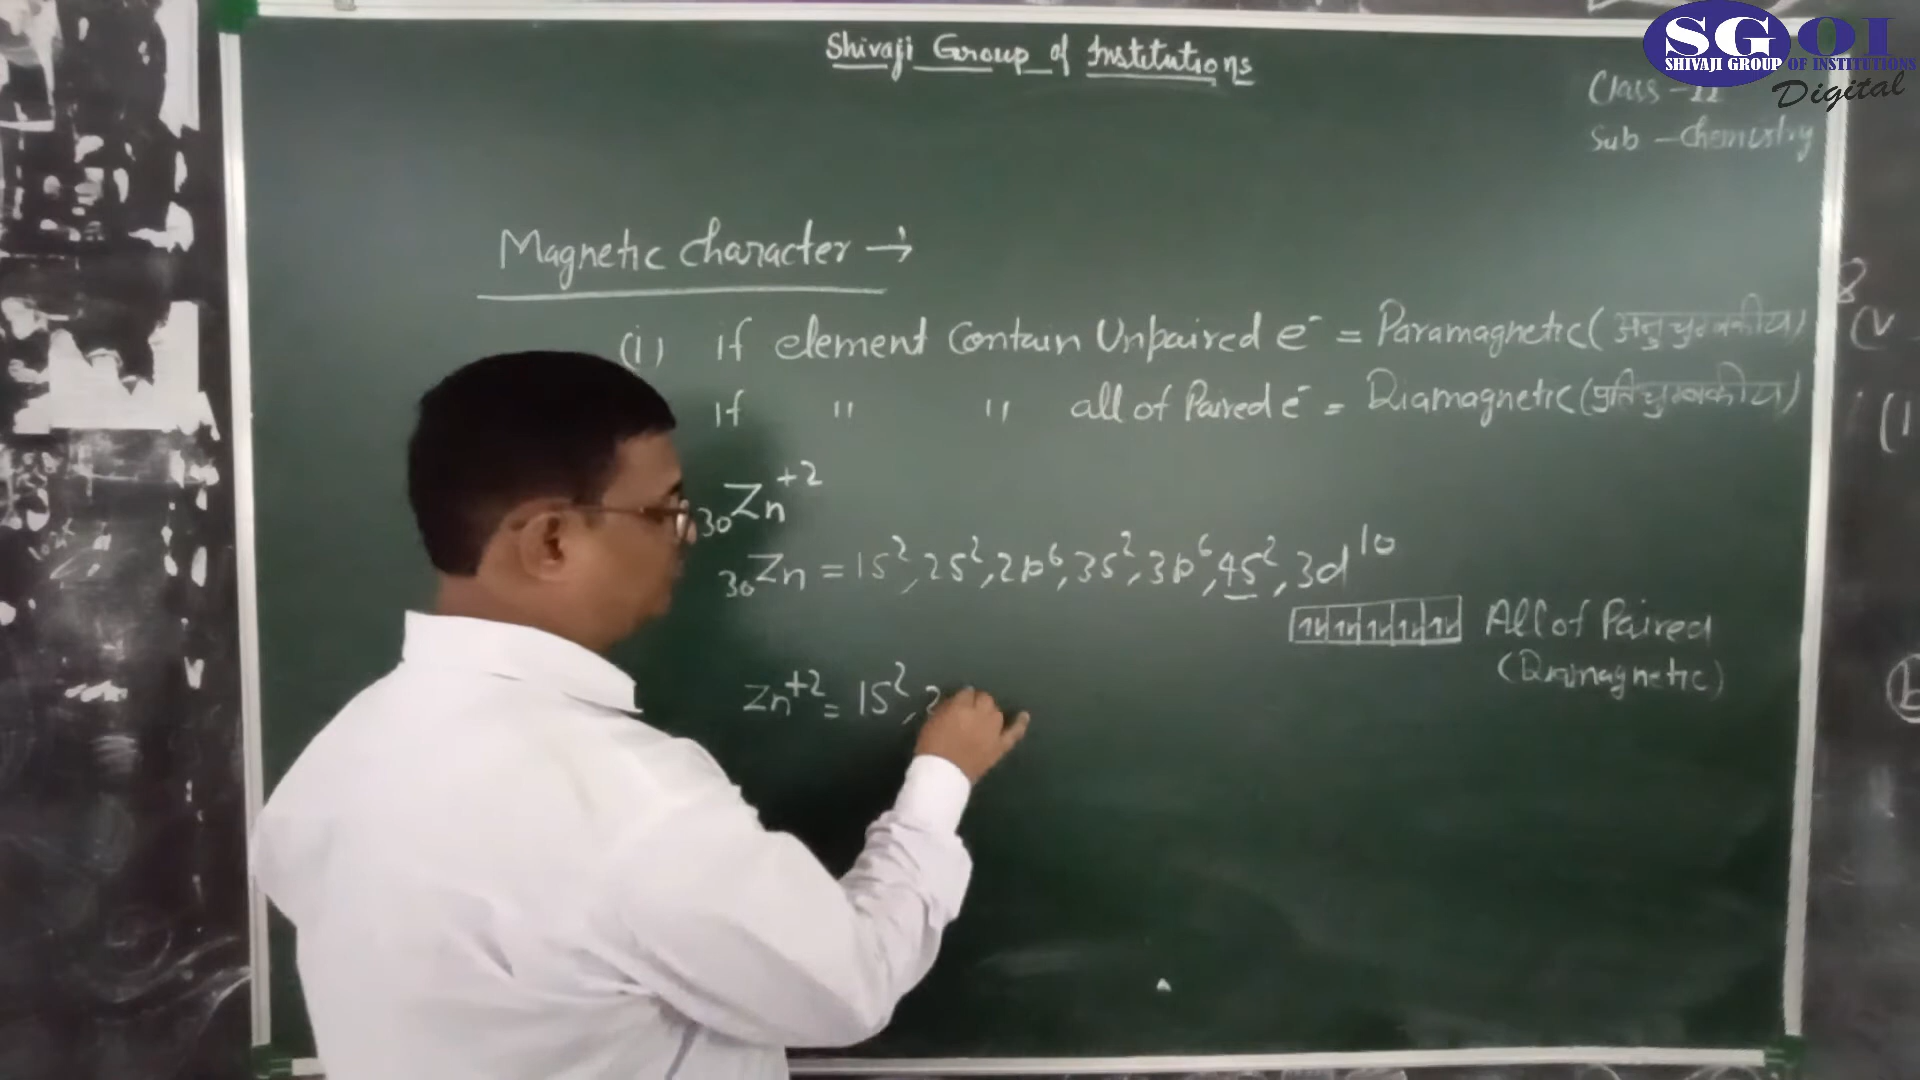 Shivaji Group of Institutions
SGOI
SHIVAJI GROUP OF INSTITUTIONS
Digital
Class - 11
Sub - Chemistry
Magnetic character →
(i) if element Contain Unpaired e⁻ = Paramagnetic (अनुचुम्बकीय)
If " " all of Paired e⁻ = Diamagnetic (प्रतिचुम्बकीय)
₃₀Zn⁺²
₃₀Zn = 1S², 2S², 2p⁶, 3S², 3p⁶, 4S², 3d¹⁰
All of Paired
(Diamagnetic)
Zn⁺² = 1S², 2